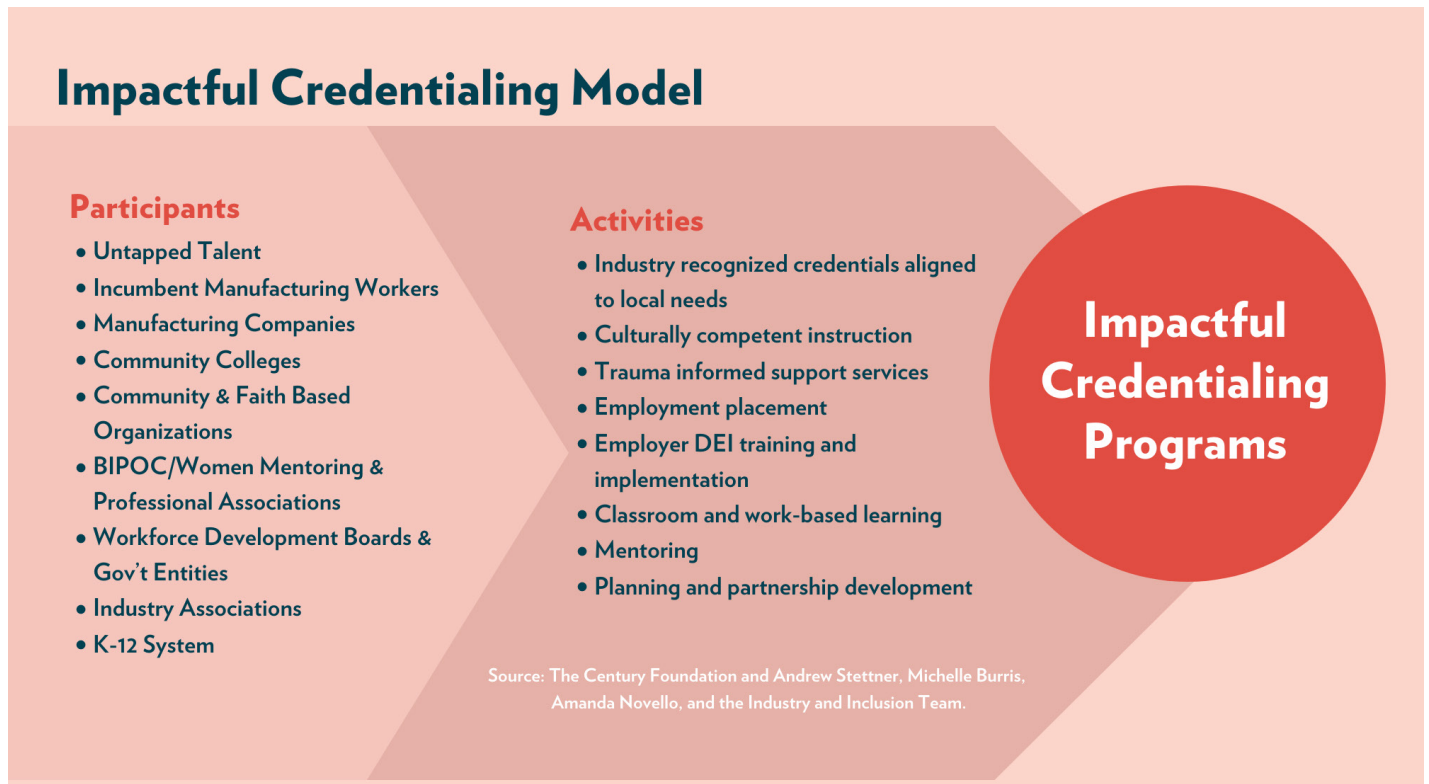 Impactful Credentialing Model
Participants
• Untapped Talent
• Incumbent Manufacturing Workers
• Manufacturing Companies
• Community Colleges
• Community & Faith Based
Organizations
• BIPOC/Women Mentoring &
Professional Associations
• Workforce Development Boards &
Gov't Entities
• Industry Associations
• K-12 System
Activities
• Industry recognized credentials aligned
to local needs
• Culturally competent instruction
• Trauma informed support services
• Employment placement
• Employer DEI training and
implementation
• Classroom and work-based learning
• Mentoring
• Planning and partnership development
Impactful
Credentialing
Programs
Source: The Century Foundation and Andrew Stettner, Michelle Burris,
Amanda Novello, and the Industry and Inclusion Team.